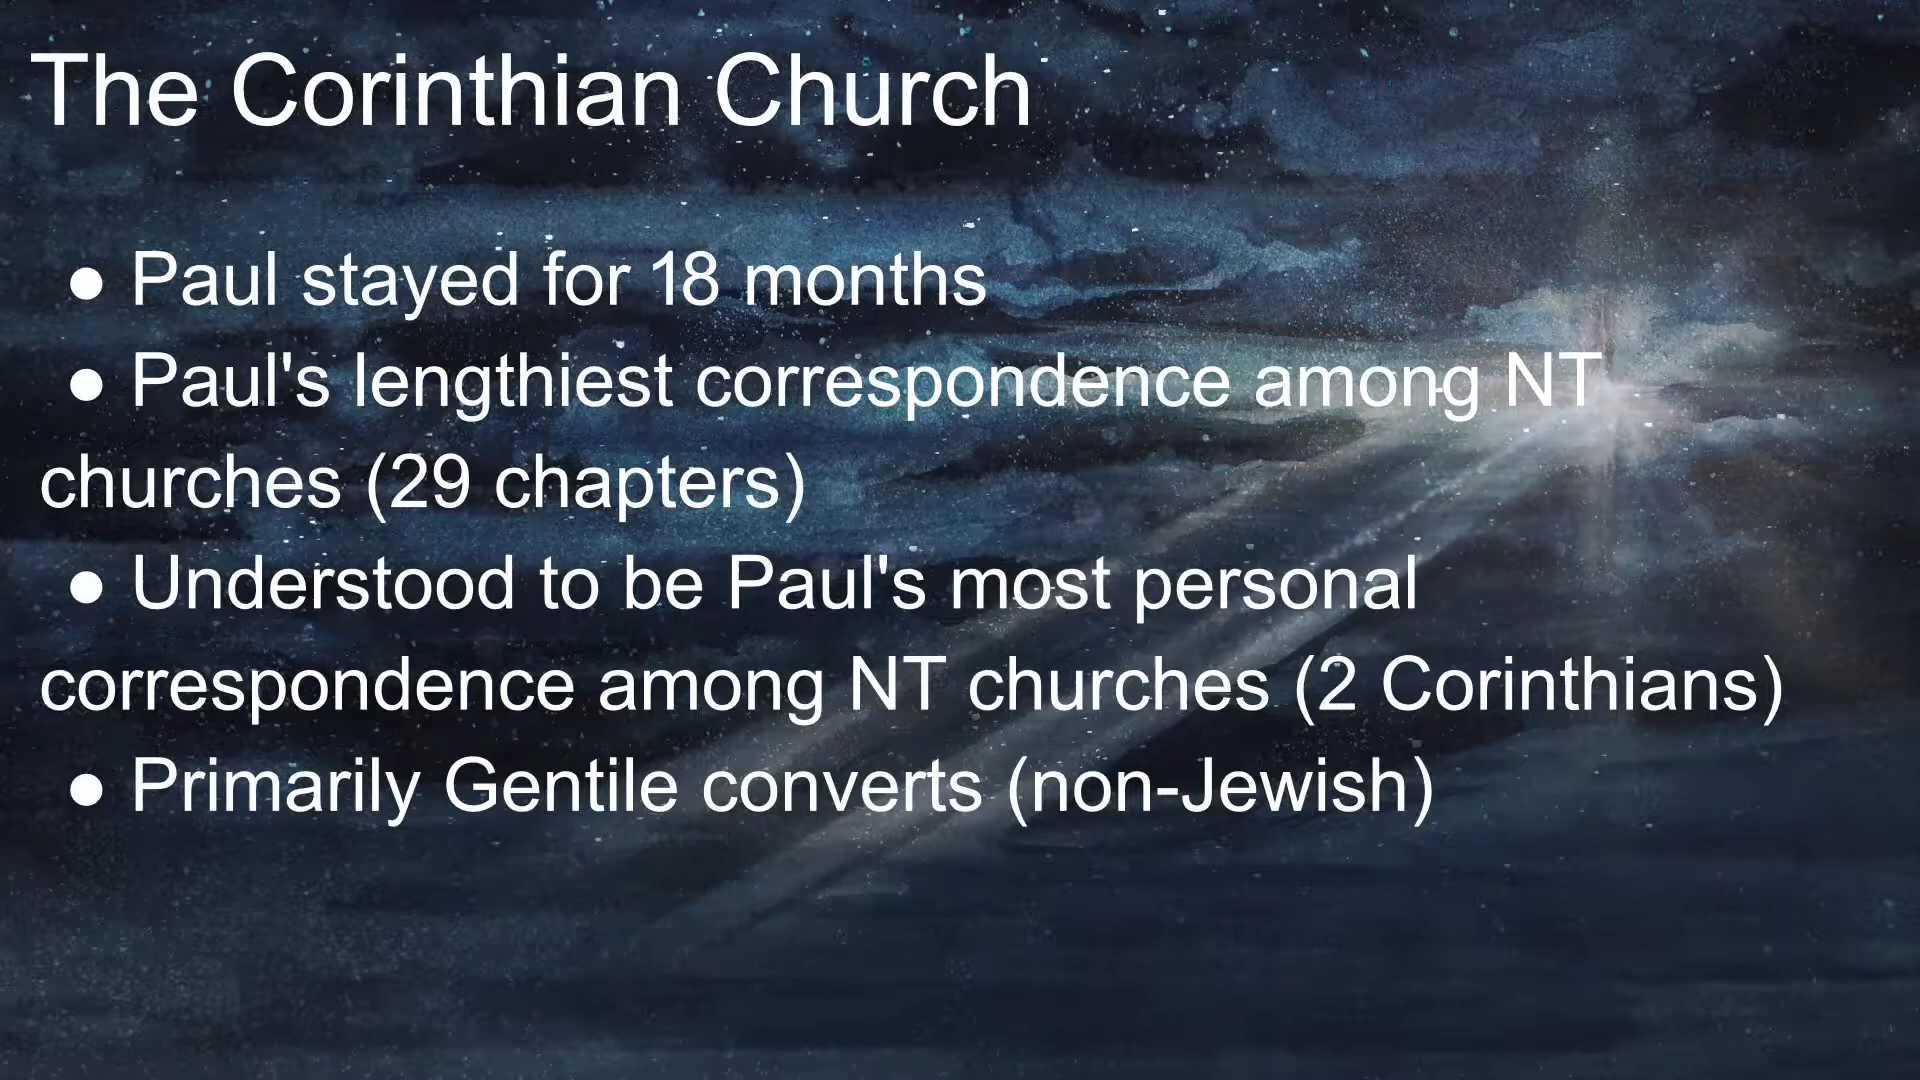 The Corinthian Church
● Paul stayed for 18 months
● Paul's lengthiest correspondence among NT
churches (29 chapters)
● Understood to be Paul's most personal
correspondence among NT churches (2 Corinthians)
● Primarily Gentile converts (non-Jewish)